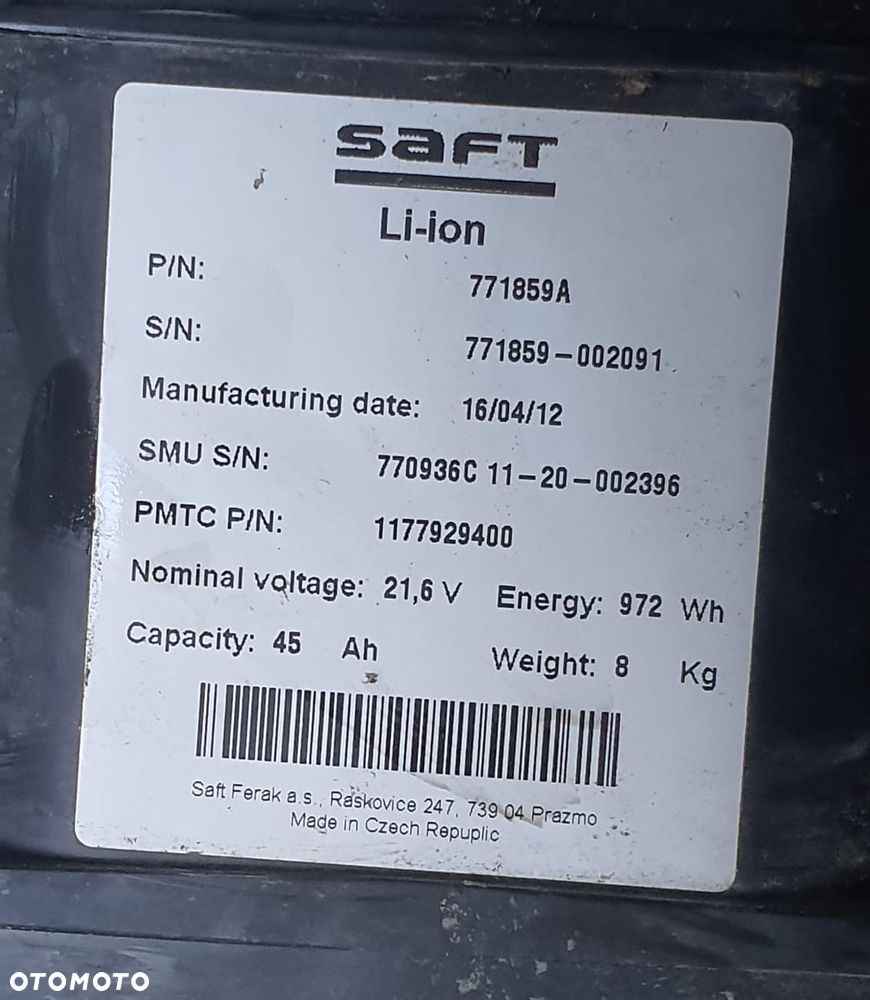 saFT
Li-ion
P/N: 771859A
S/N: 771859-002091
Manufacturing date: 16/04/12
SMU S/N: 770936C 11-20-002396
PMTC P/N: 1177929400
Nominal voltage: 21,6 V Energy: 972 Wh
Capacity: 45 Ah Weight: 8 Kg
Saft Ferak a.s., Raskovice 247, 739 04 Prazmo
Made in Czech Repuplic
OTOMOTO